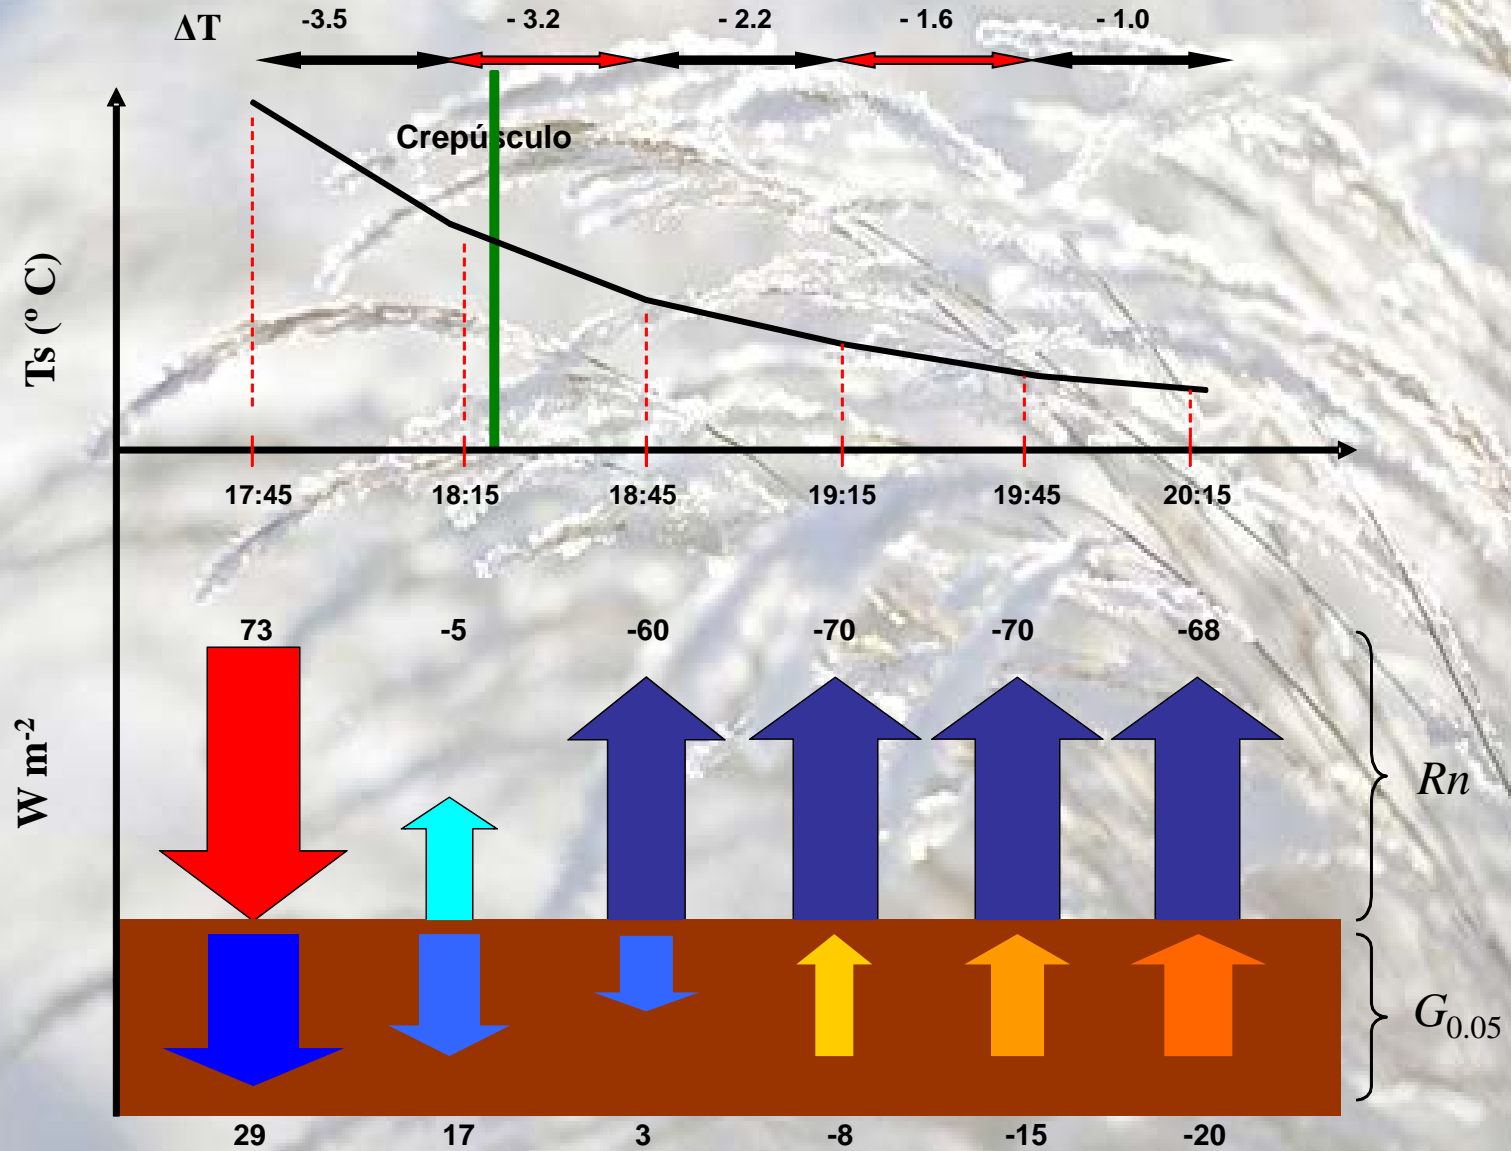 ΔT -3.5 - 3.2 - 2.2 - 1.6 - 1.0
Crepúsculo
Ts (º C)
17:45 18:15 18:45 19:15 19:45 20:15
73 -5 -60 -70 -70 -68
W m-2
Rn
G0.05
29 17 3 -8 -15 -20